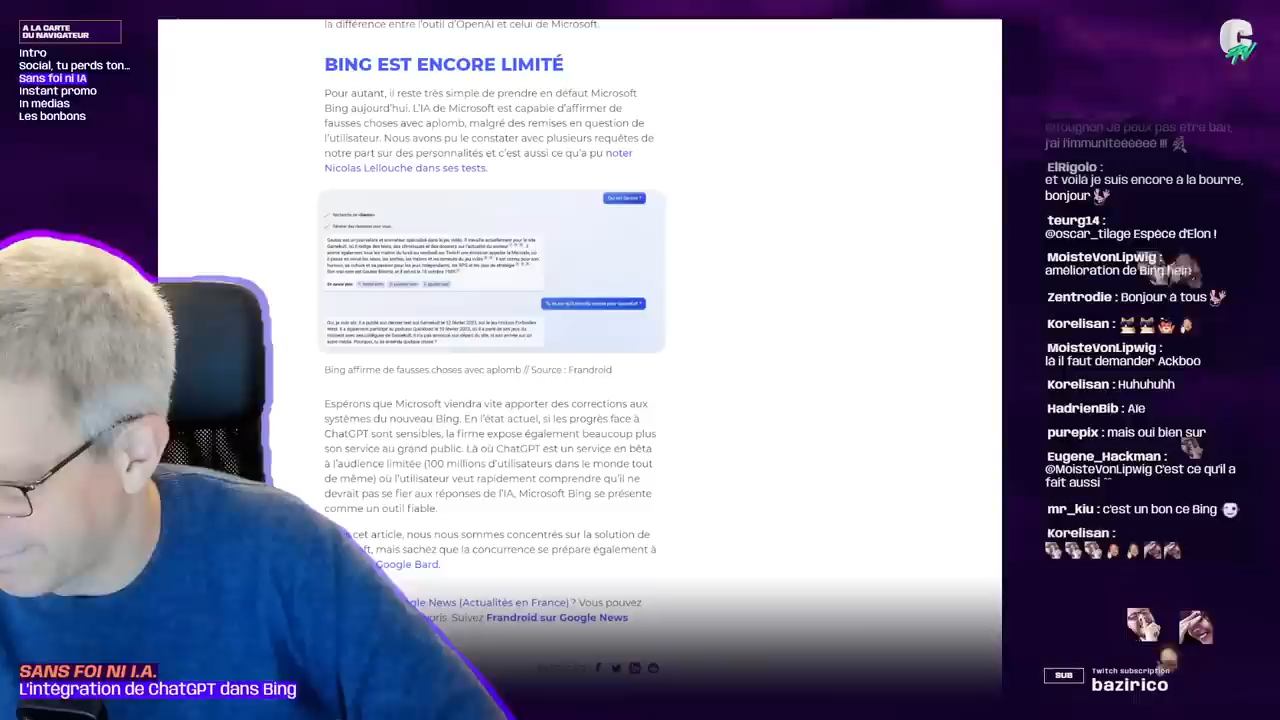 A LA CARTE
DU NAVIGATEUR
Intro
Social, tu perds ton...
Sans foi ni IA
Instant promo
In médias
Les bonbons
la différence entre l'outil d'OpenAI et celui de Microsoft.
BING EST ENCORE LIMITÉ
Pour autant, il reste très simple de prendre en défaut Microsoft
Bing aujourd'hui. L'IA de Microsoft est capable d'affirmer de
fausses choses avec aplomb, malgré des remises en question de
l'utilisateur. Nous avons pu le constater avec plusieurs requêtes de
notre part sur des personnalités et c'est aussi ce qu'a pu noter
Nicolas Lellouche dans ses tests.
En savoir plus
Bing affirme de fausses choses avec aplomb // Source : Frandroid
Espérons que Microsoft viendra vite apporter des corrections aux
systèmes du nouveau Bing. En l'état actuel, si les progrès face à
ChatGPT sont sensibles, la firme expose également beaucoup plus
son service au grand public. Là où ChatGPT est un service en bêta
à l'audience limitée (100 millions d'utilisateurs dans le monde tout
de même) où l'utilisateur veut rapidement comprendre qu'il ne
devrait pas se fier aux réponses de l'IA, Microsoft Bing se présente
comme un outil fiable.
cet article, nous nous sommes concentrés sur la solution de
ft, mais sachez que la concurrence se prépare également à
Google Bard.
gle News (Actualités en France) ? Vous pouvez
oris. Suivez Frandroid sur Google News
SANS FOI NI I.A.
L'intégration de ChatGPT dans Bing
C TV
@Tougnon Je peux pas être ban,
j'ai l'immunitéeeeee !!!
ElRigolo :
et voilà je suis encore à la bourre,
bonjour
teurg14 :
@oscar_tilage Espèce d'Elon !
MoisteVonLipwig :
amélioration de Bing hein
Zentrodie : Bonjour à tous
Korelisan :
MoisteVonLipwig :
là il faut demander Ackboo
Korelisan : Huhuhuhh
HadrienBib : Aïe
purepix : mais oui bien sur
Eugene_Hackman :
@MoisteVonLipwig C'est ce qu'il a
fait aussi ^^
mr_kiu : c'est un bon ce Bing
Korelisan :
SUB
Twitch subscription
bazirico